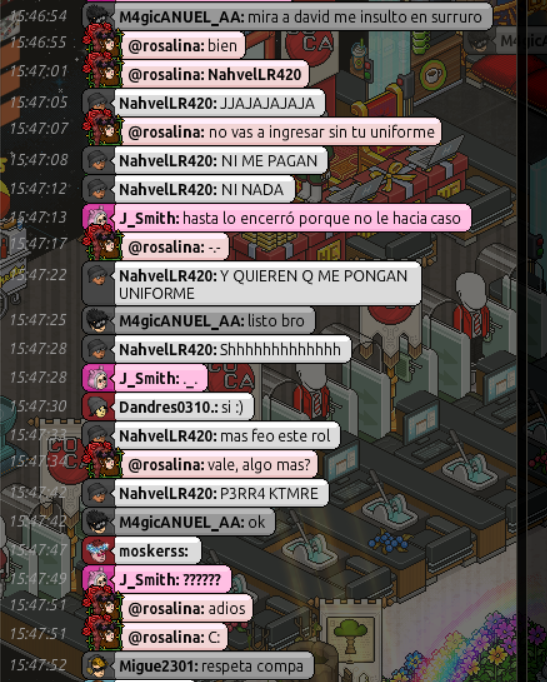 15:46:54 M4gicANUEL_AA: mira a david me insulto en surruro
15:46:55 @rosalina: bien
15:47:01 @rosalina: NahvelLR420
15:47:05 NahvelLR420: JJAJAJAJAJA
15:47:07 @rosalina: no vas a ingresar sin tu uniforme
15:47:08 NahvelLR420: NI ME PAGAN
15:47:12 NahvelLR420: NI NADA
15:47:13 J_Smith: hasta lo encerró porque no le hacia caso
15:47:17 @rosalina: -.-
15:47:22 NahvelLR420: Y QUIEREN Q ME PONGAN
UNIFORME
15:47:25 M4gicANUEL_AA: listo bro
15:47:28 NahvelLR420: Shhhhhhhhhhhhh
15:47:28 J_Smith: ._.
15:47:30 Dandres0310.: si :)
15:47:33 NahvelLR420: mas feo este rol
15:47:34 @rosalina: vale, algo mas?
15:47:42 NahvelLR420: P3RR4 KTMRE
15:47:42 M4gicANUEL_AA: ok
15:47:47 moskerss:
15:47:49 J_Smith: ??????
15:47:51 @rosalina: adios
15:47:51 @rosalina: C:
15:47:52 Migue2301: respeta compa